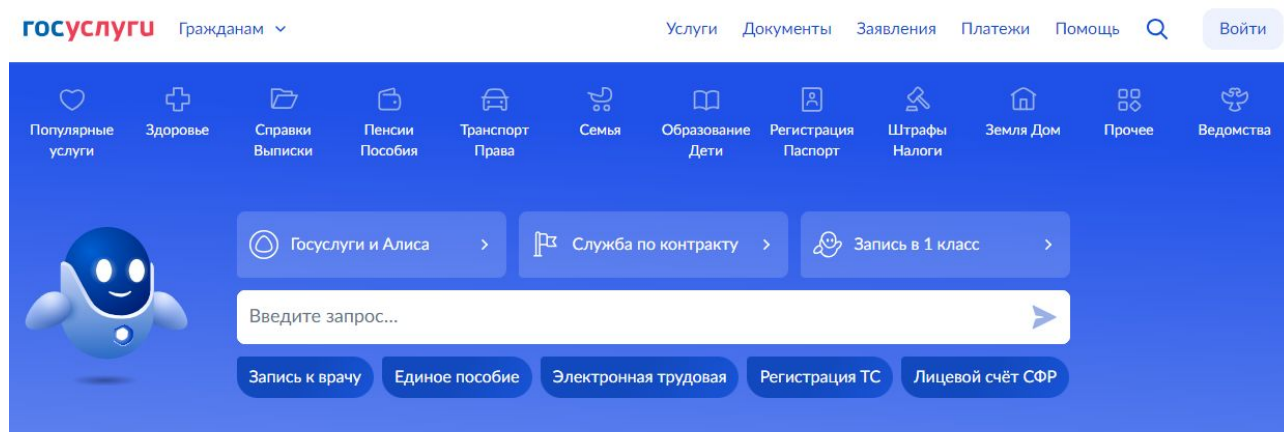 госуслуги Гражданам Услуги Документы Заявления Платежи Помощь Войти
Популярные услуги
Здоровье
Справки Выписки
Пенсии Пособия
Транспорт Права
Семья
Образование Дети
Регистрация Паспорт
Штрафы Налоги
Земля Дом
Прочее
Ведомства
Госуслуги и Алиса
Служба по контракту
Запись в 1 класс
Введите запрос...
Запись к врачу
Единое пособие
Электронная трудовая
Регистрация ТС
Лицевой счёт СФР